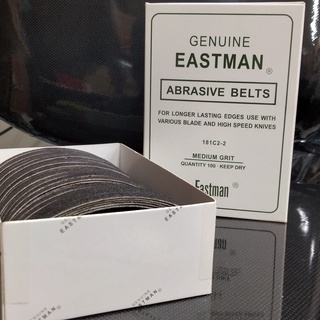 GENUINE
EASTMAN®
ABRASIVE BELTS
FOR LONGER LASTING EDGES USE WITH
VARIOUS BLADE AND HIGH SPEED KNIVES
181C2-2
MEDIUM GRIT
QUANTITY 100 - KEEP DRY
Eastman
GENUINE
EASTMAN